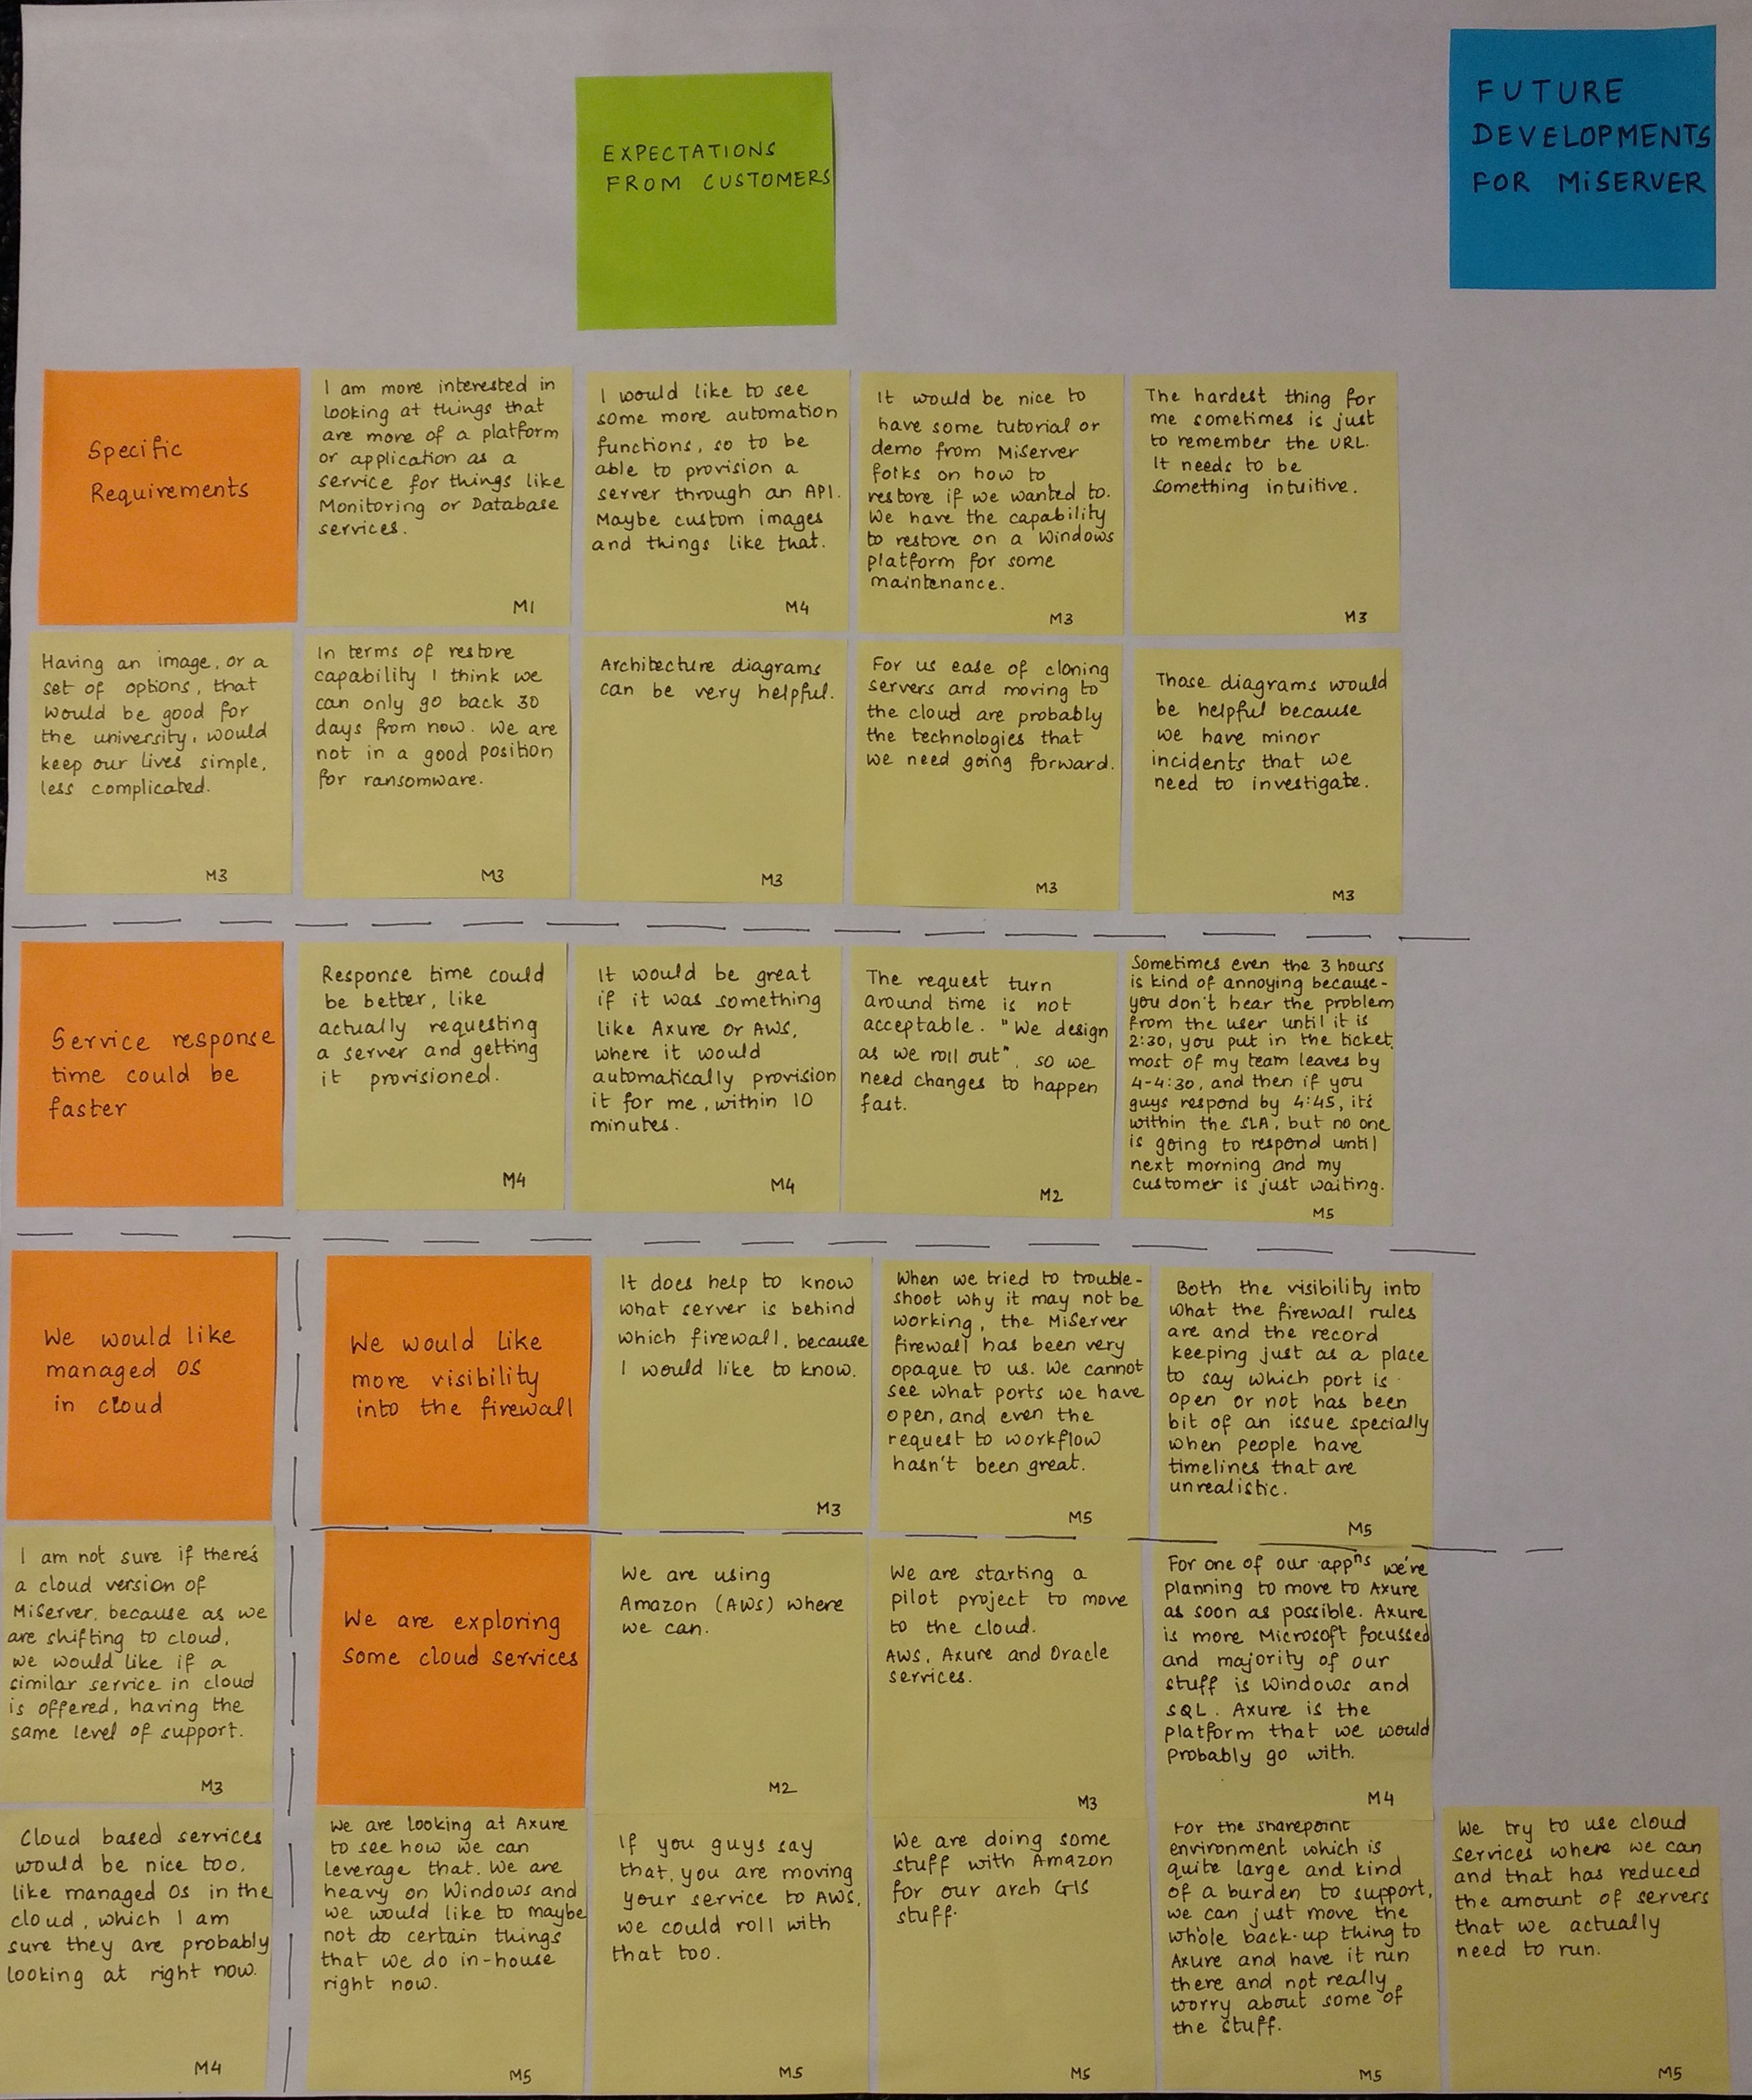 EXPECTATIONS
FROM CUSTOMERS
FUTURE
DEVELOPMENTS
FOR MiSERVER
Specific
Requirements
I am more interested in
looking at things that
are more of a platform
or application as a
service for things like
Monitoring or Database
services.
M1
I would like to see
some more automation
functions, so to be
able to provision a
server through an API.
Maybe custom images
and things like that.
M4
It would be nice to
have some tutorial or
demo from MiServer
folks on how to
restore if we wanted to.
We have the capability
to restore on a Windows
platform for some
maintenance.
M3
The hardest thing for
me sometimes is just
to remember the URL.
It needs to be
something intuitive.
M3
Having an image, or a
set of options, that
would be good for
the university, would
keep our lives simple,
less complicated.
M3
In terms of restore
capability I think we
can only go back 30
days from now. We are
not in a good position
for ransomware.
M3
Architecture diagrams
can be very helpful.
M3
For us ease of cloning
servers and moving to
the cloud are probably
the technologies that
we need going forward.
M3
Those diagrams would
be helpful because
we have minor
incidents that we
need to investigate.
M3
Service response
time could be
faster
Response time could
be better, like
actually requesting
a server and getting
it provisioned.
M4
It would be great
if it was something
like Axure or AWS,
where it would
automatically provision
it for me, within 10
minutes.
M4
The request turn
around time is not
acceptable. "We design
as we roll out", so we
need changes to happen
fast.
M2
Sometimes even the 3 hours
is kind of annoying because-
you don't hear the problem
from the user until it is
2:30, you put in the ticket,
most of my team leaves by
4-4:30, and then if you
guys respond by 4:45, it's
within the SLA, but no one
is going to respond until
next morning and my
customer is just waiting.
M5
We would like
managed OS
in cloud
We would like
more visibility
into the firewall
It does help to know
what server is behind
which firewall, because
I would like to know.
M3
When we tried to trouble-
shoot why it may not be
working, the MiServer
firewall has been very
opaque to us. We cannot
see what ports we have
open, and even the
request to workflow
hasn't been great.
M5
Both the visibility into
what the firewall rules
are and the record
keeping just as a place
to say which port is
open or not has been
bit of an issue specially
when people have
timelines that are
unrealistic.
M5
I am not sure if there's
a cloud version of
MiServer, because as we
are shifting to cloud,
we would like if a
similar service in cloud
is offered, having the
same level of support.
M3
We are exploring
some cloud services
We are using
Amazon (AWS) where
we can.
M2
We are starting a
pilot project to move
to the cloud.
AWS, Axure and Oracle
services.
M3
For one of our appns we're
planning to move to Axure
as soon as possible. Axure
is more Microsoft focussed
and majority of our
stuff is windows and
SQL. Axure is the
platform that we would
probably go with.
M4
Cloud based services
would be nice too,
like managed OS in the
cloud, which I am
sure they are probably
looking at right now.
M4
We are looking at Axure
to see how we can
leverage that. We are
heavy on Windows and
we would like to maybe
not do certain things
that we do in-house
right now.
M5
If you guys say
that, you are moving
your service to AWS,
we could roll with
that too.
M5
We are doing some
stuff with Amazon
for our arch GIS
stuff.
M5
For the sharepoint
environment which is
quite large and kind
of a burden to support,
we can just move the
whole back-up thing to
Axure and have it run
there and not really
worry about some of
the stuff.
M5
We try to use cloud
services where we can
and that has reduced
the amount of servers
that we actually
need to run.
M5